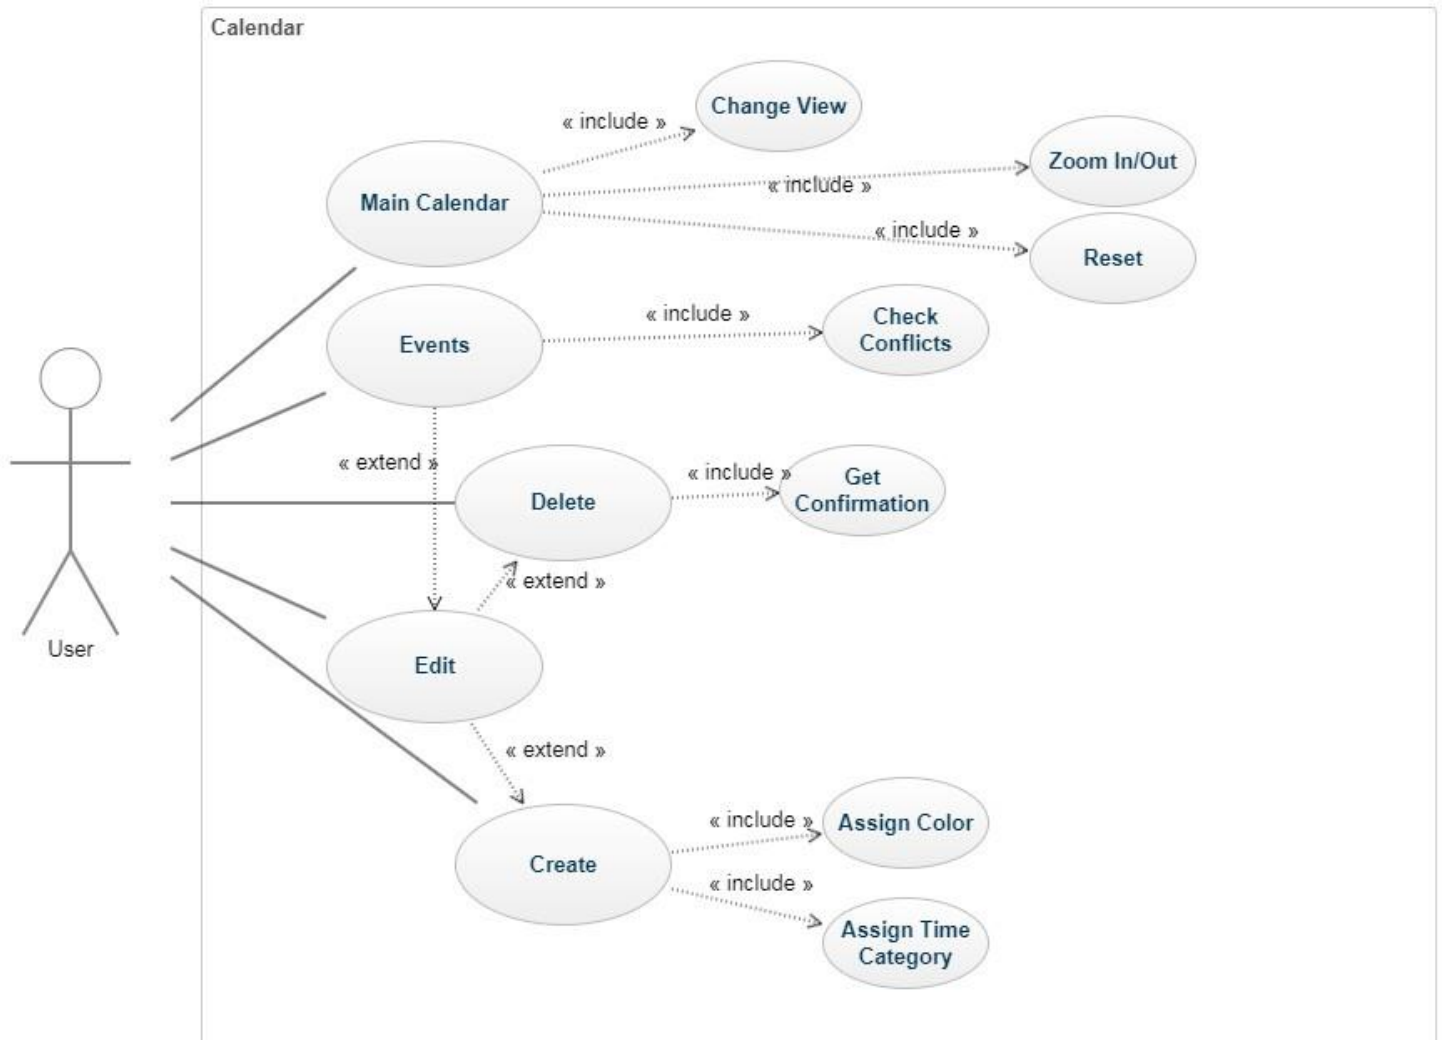 Calendar
Change View
« include »
Zoom In/Out
« include »
Main Calendar
« include »
Reset
« include »
Check
Conflicts
Events
« extend »
« include »
Get
Confirmation
Delete
« extend »
User
Edit
« extend »
« include »
Assign Color
Create
« include »
Assign Time
Category